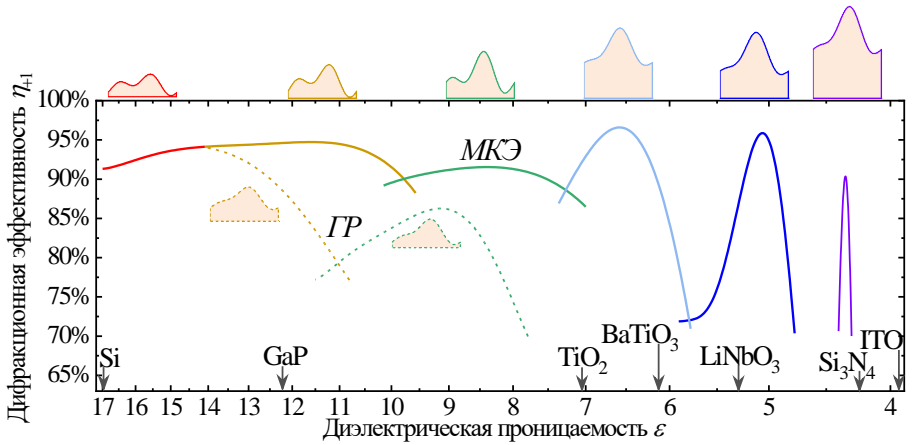 Дифракционная эффективность η₊₁
100%
95%
90%
85%
80%
75%
70%
65%
ГР
МКЭ
Si
GaP
TiO₂
BaTiO₃
LiNbO₃
Si₃N₄
ITO
17 16 15 14 13 12 11 10 9 8 7 6 5 4
Диэлектрическая проницаемость ε